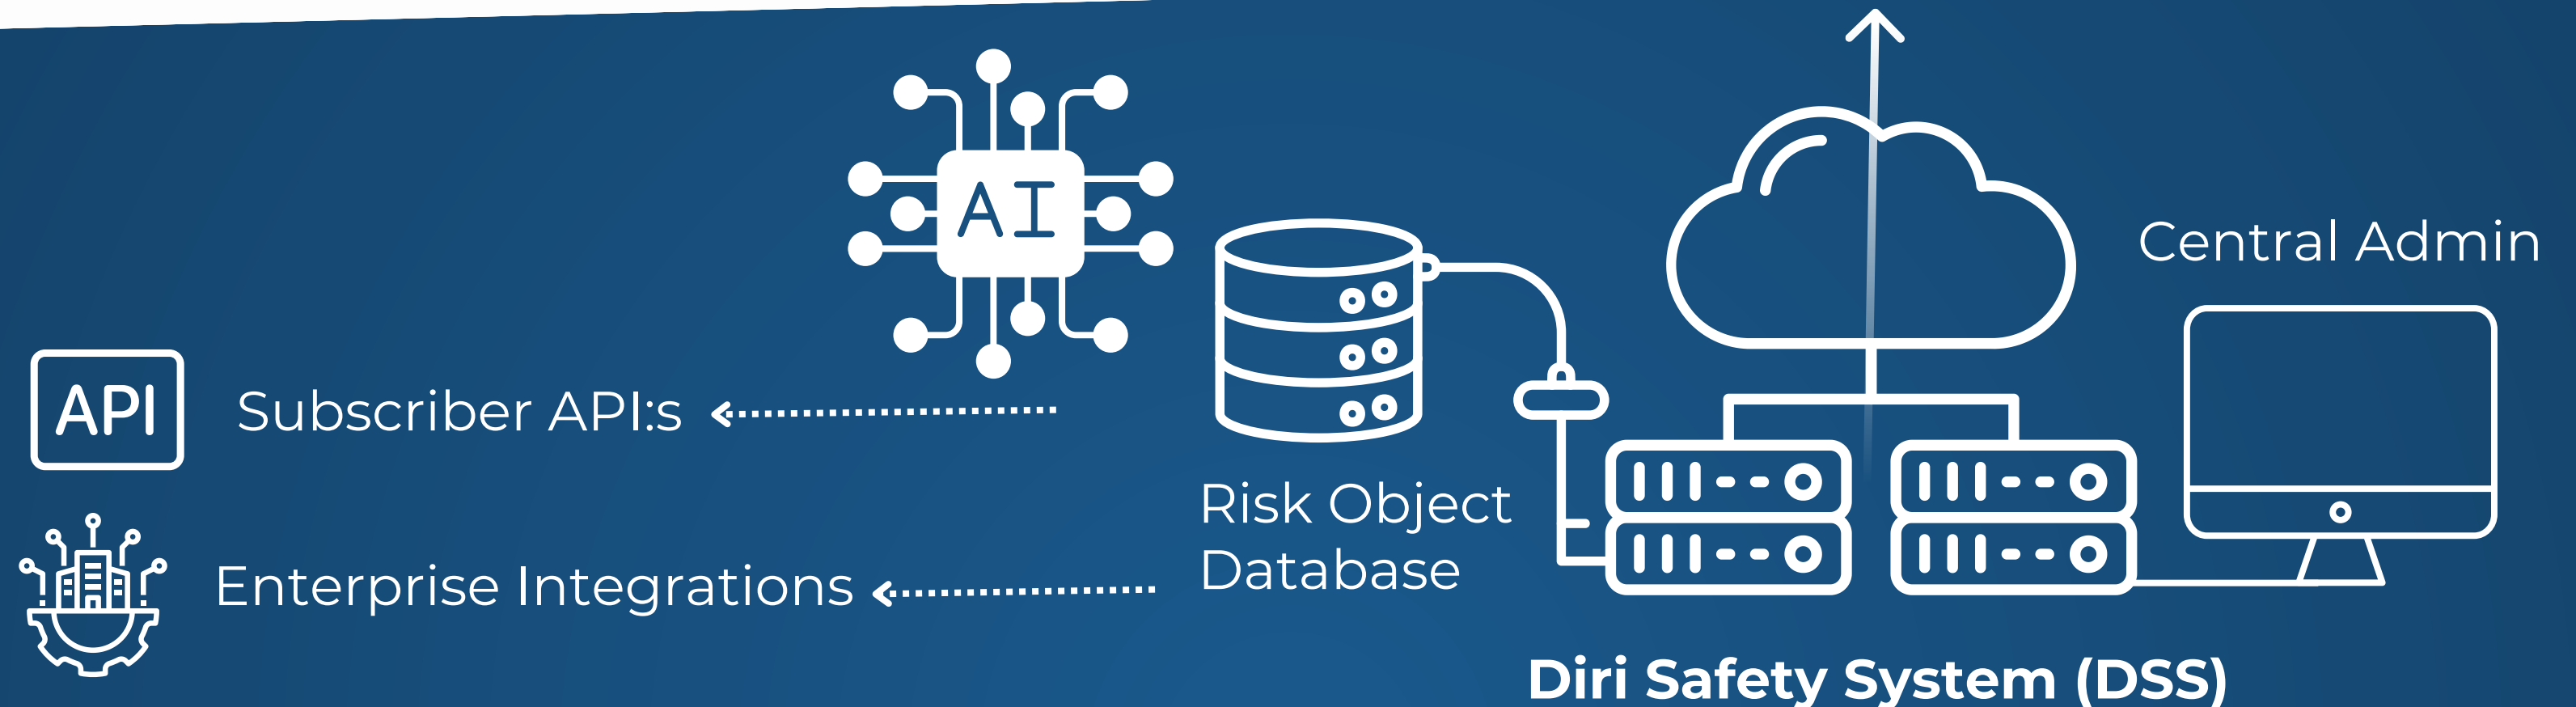 AI
Central Admin
API
Subscriber API:s
Risk Object
Database
Enterprise Integrations
Diri Safety System (DSS)